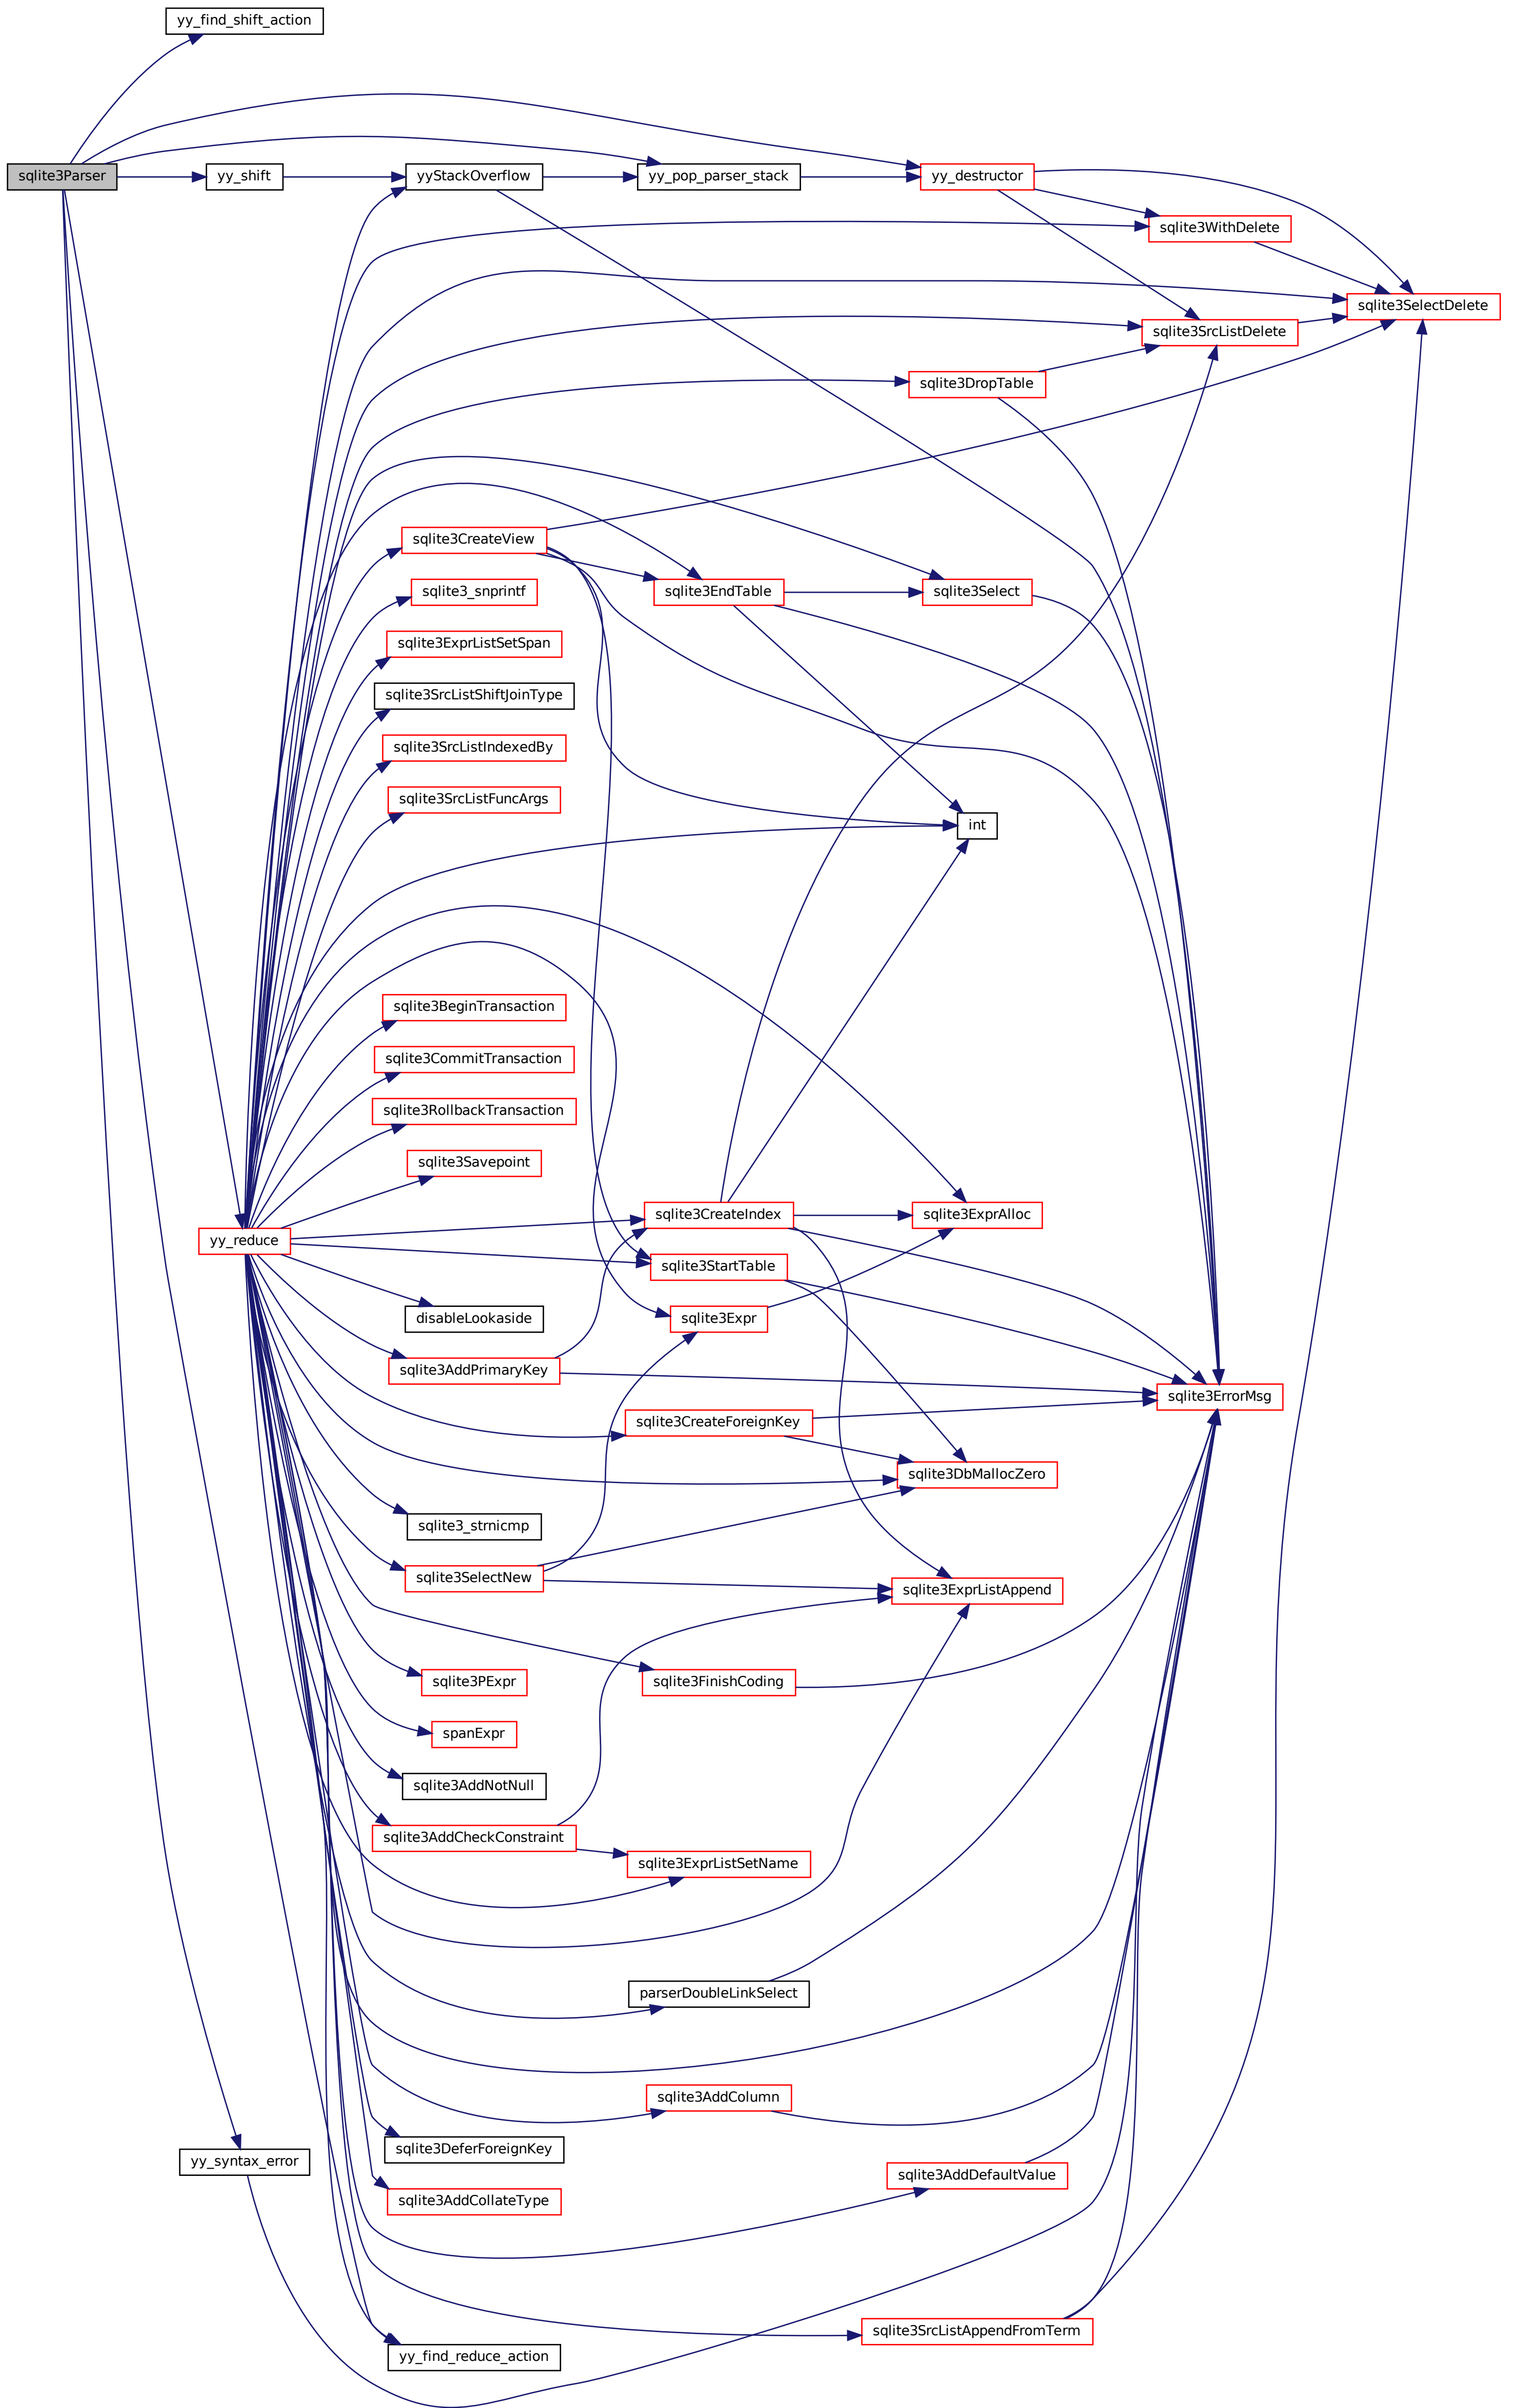 yy_find_shift_action
sqlite3Parser
yy_shift
yyStackOverflow
yy_pop_parser_stack
yy_destructor
sqlite3WithDelete
sqlite3SelectDelete
sqlite3SrcListDelete
sqlite3DropTable
sqlite3CreateView
sqlite3_snprintf
sqlite3EndTable
sqlite3Select
sqlite3ExprListSetSpan
sqlite3SrcListShiftJoinType
sqlite3SrcListIndexedBy
sqlite3SrcListFuncArgs
int
sqlite3BeginTransaction
sqlite3CommitTransaction
sqlite3RollbackTransaction
sqlite3Savepoint
sqlite3CreateIndex
sqlite3ExprAlloc
yy_reduce
sqlite3StartTable
disableLookaside
sqlite3Expr
sqlite3AddPrimaryKey
sqlite3ErrorMsg
sqlite3CreateForeignKey
sqlite3DbMallocZero
sqlite3_strnicmp
sqlite3SelectNew
sqlite3ExprListAppend
sqlite3PExpr
sqlite3FinishCoding
spanExpr
sqlite3AddNotNull
sqlite3AddCheckConstraint
sqlite3ExprListSetName
parserDoubleLinkSelect
sqlite3AddColumn
sqlite3DeferForeignKey
yy_syntax_error
sqlite3AddDefaultValue
sqlite3AddCollateType
sqlite3SrcListAppendFromTerm
yy_find_reduce_action